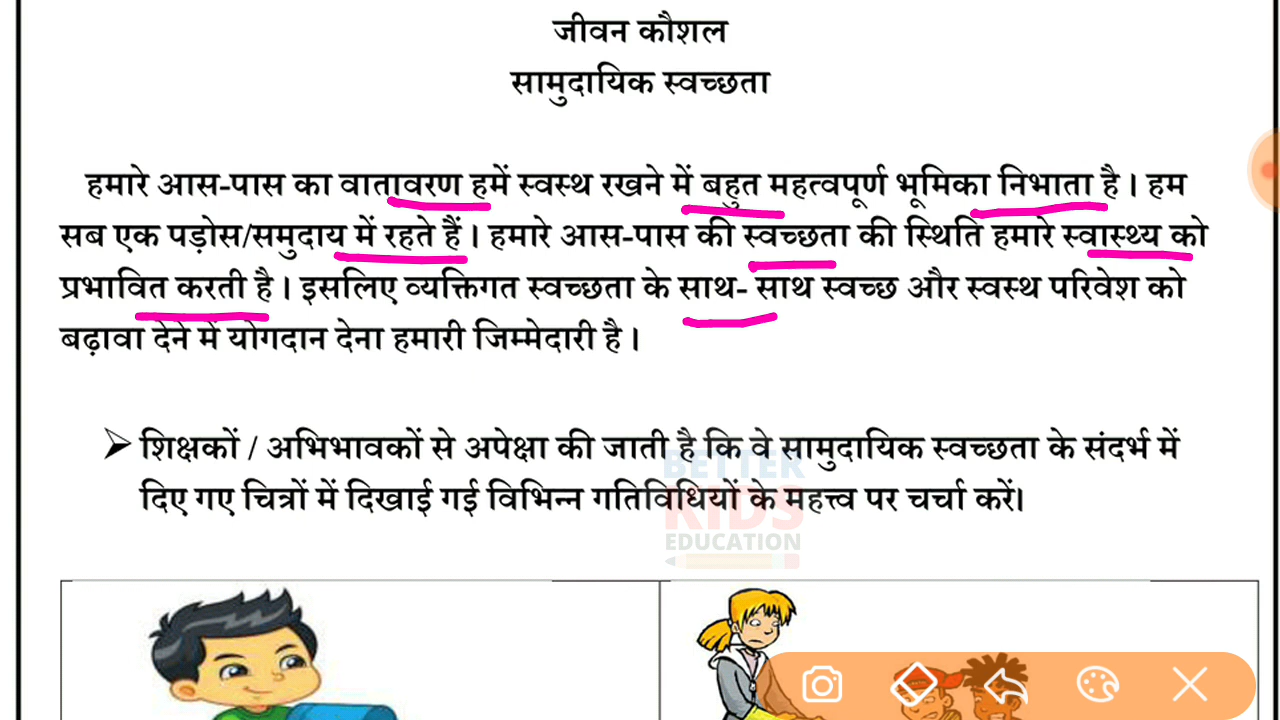 जीवन कौशल
सामुदायिक स्वच्छता
हमारे आस-पास का वातावरण हमें स्वस्थ रखने में बहुत महत्वपूर्ण भूमिका निभाता है। हम
सब एक पड़ोस/समुदाय में रहते हैं। हमारे आस-पास की स्वच्छता की स्थिति हमारे स्वास्थ्य को
प्रभावित करती है। इसलिए व्यक्तिगत स्वच्छता के साथ- साथ स्वच्छ और स्वस्थ परिवेश को
बढ़ावा देने में योगदान देना हमारी जिम्मेदारी है।
शिक्षकों / अभिभावकों से अपेक्षा की जाती है कि वे सामुदायिक स्वच्छता के संदर्भ में
दिए गए चित्रों में दिखाई गई विभिन्न गतिविधियों के महत्त्व पर चर्चा करें।
BETTER
KIDS
EDUCATION